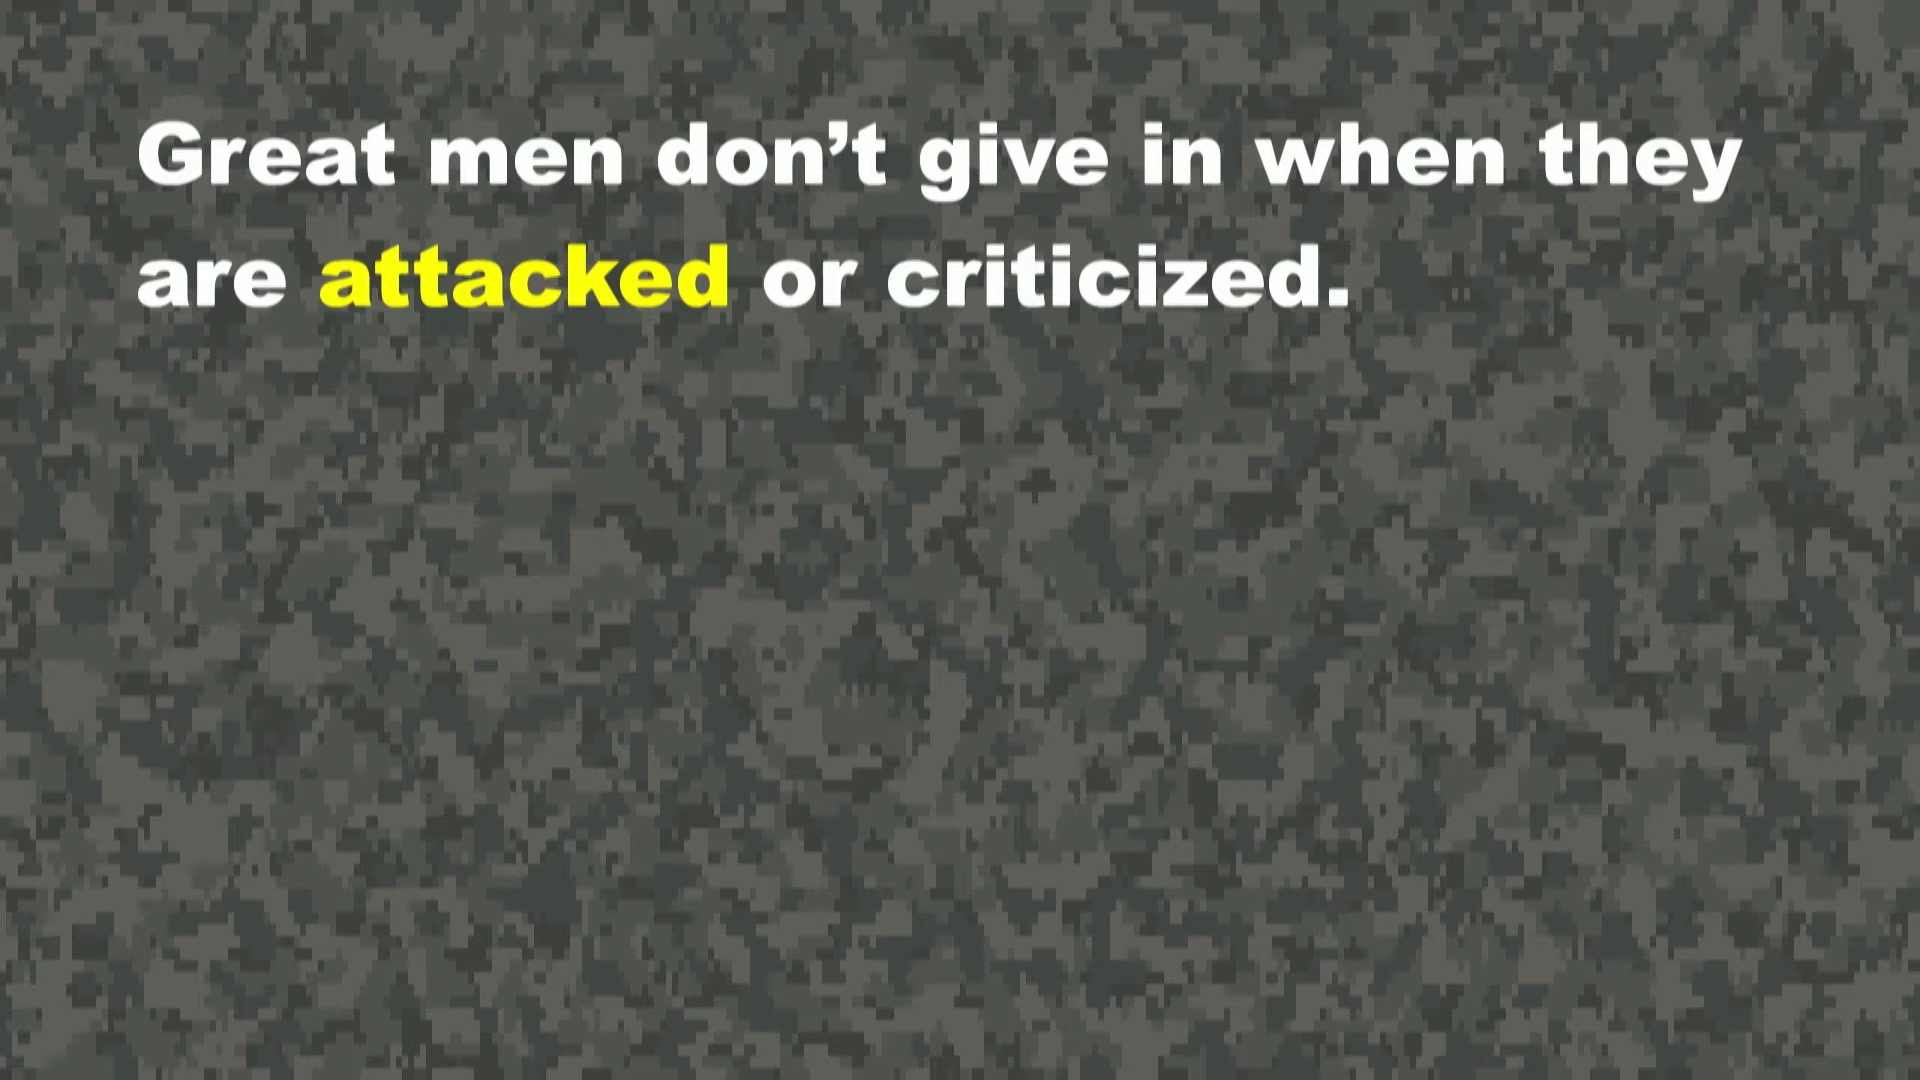 Great men don’t give in when they
are attacked or criticized.